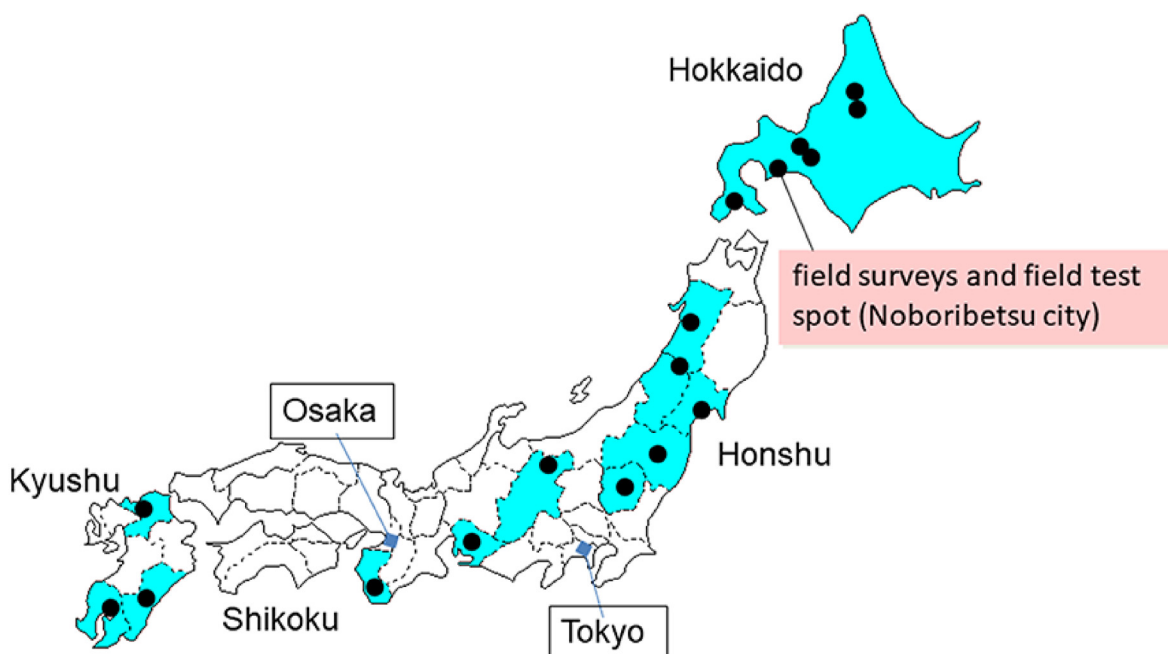 Hokkaido
field surveys and field test
spot (Noboribetsu city)
Osaka
Honshu
Kyushu
Shikoku
Tokyo